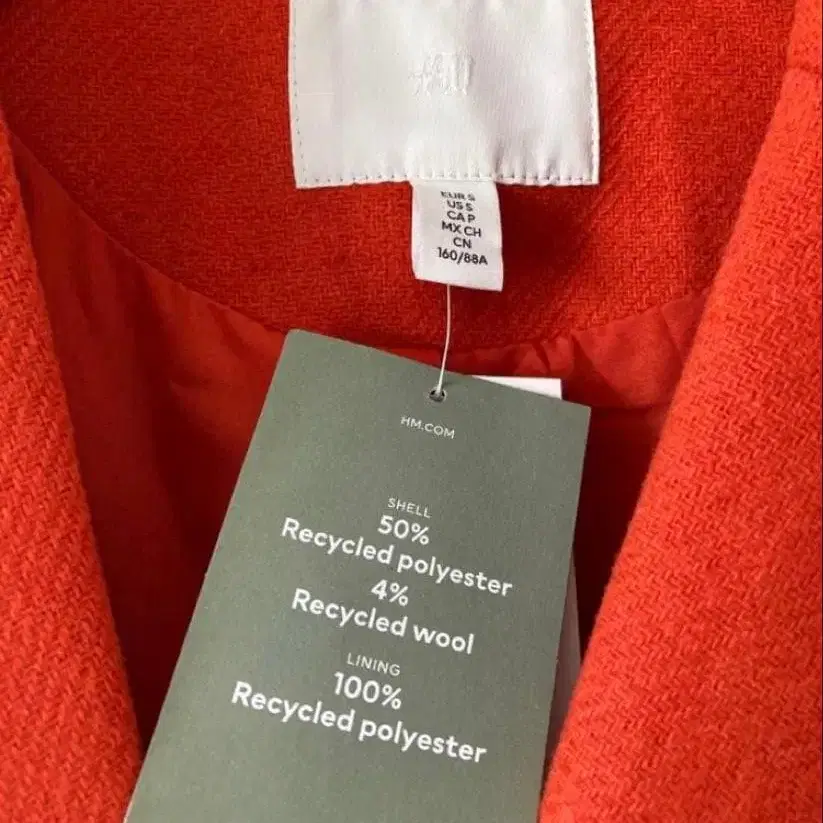 H&M
EUR S
US S
CA P
MX CH
CN
160/88A
HM.COM
SHELL
50%
Recycled polyester
4%
Recycled wool
LINING
100%
Recycled polyester